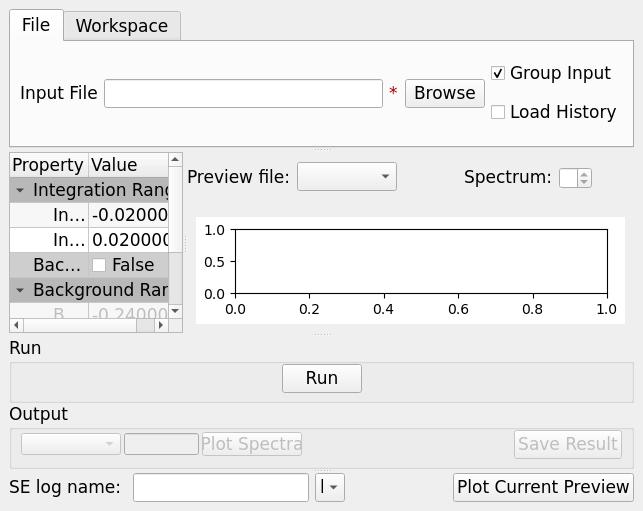 File Workspace
Input File * Browse
Group Input
Load History
Property Value
Integration Rang
In... -0.02000
In... 0.020000
Bac... False
Background Rar
B -0.24000
Preview file: Spectrum:
1.0
0.5
0.0
0.0 0.2 0.4 0.6 0.8 1.0
Run
Run
Output
Plot Spectra Save Result
SE log name: Plot Current Preview